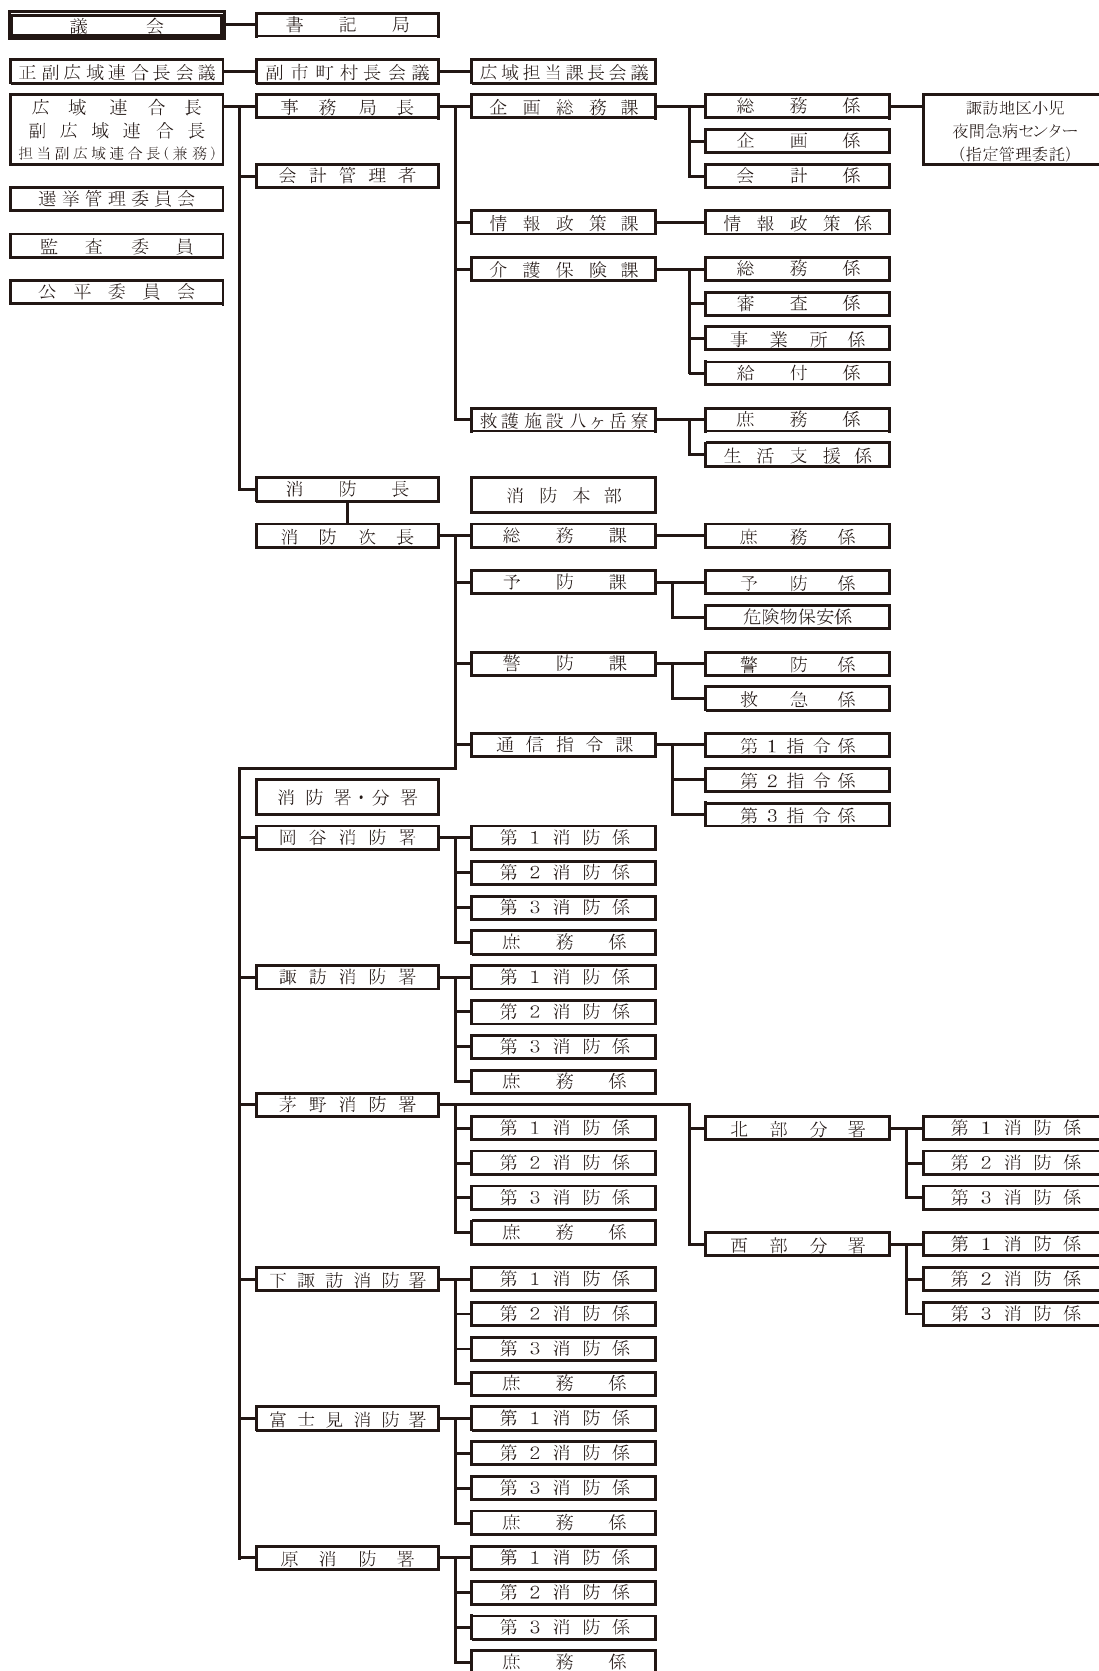 議会
書記局
正副広域連合長会議
副市町村長会議
広域担当課長会議
広域連合長
副広域連合長
担当副広域連合長(兼務)
事務局長
企画総務課
総務係
諏訪地区小児
夜間急病センター
(指定管理委託)
企画係
会計係
会計管理者
選挙管理委員会
監査委員
公平委員会
情報政策課
情報政策係
介護保険課
総務係
審査係
事業所係
給付係
救護施設八ヶ岳寮
庶務係
生活支援係
消防長
消防本部
消防次長
総務課
庶務係
予防課
予防係
危険物保安係
警防課
警防係
救急係
通信指令課
第1指令係
第2指令係
第3指令係
消防署・分署
岡谷消防署
第1消防係
第2消防係
第3消防係
庶務係
諏訪消防署
第1消防係
第2消防係
第3消防係
庶務係
茅野消防署
第1消防係
第2消防係
第3消防係
庶務係
北部分署
第1消防係
第2消防係
第3消防係
西部分署
第1消防係
第2消防係
第3消防係
下諏訪消防署
第1消防係
第2消防係
第3消防係
庶務係
富士見消防署
第1消防係
第2消防係
第3消防係
庶務係
原消防署
第1消防係
第2消防係
第3消防係
庶務係